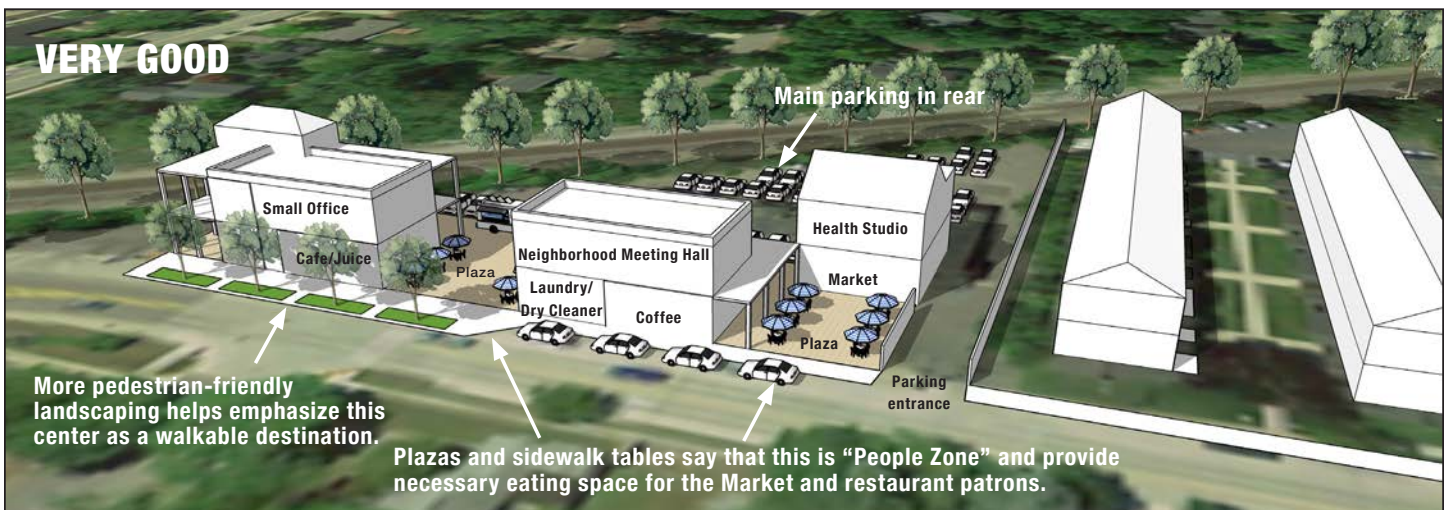 VERY GOOD
Main parking in rear
Small Office
Cafe/Juice
Plaza
Neighborhood Meeting Hall
Laundry/
Dry Cleaner
Coffee
Health Studio
Market
Plaza
Parking
entrance
More pedestrian-friendly
landscaping helps emphasize this
center as a walkable destination.
Plazas and sidewalk tables say that this is “People Zone” and provide
necessary eating space for the Market and restaurant patrons.